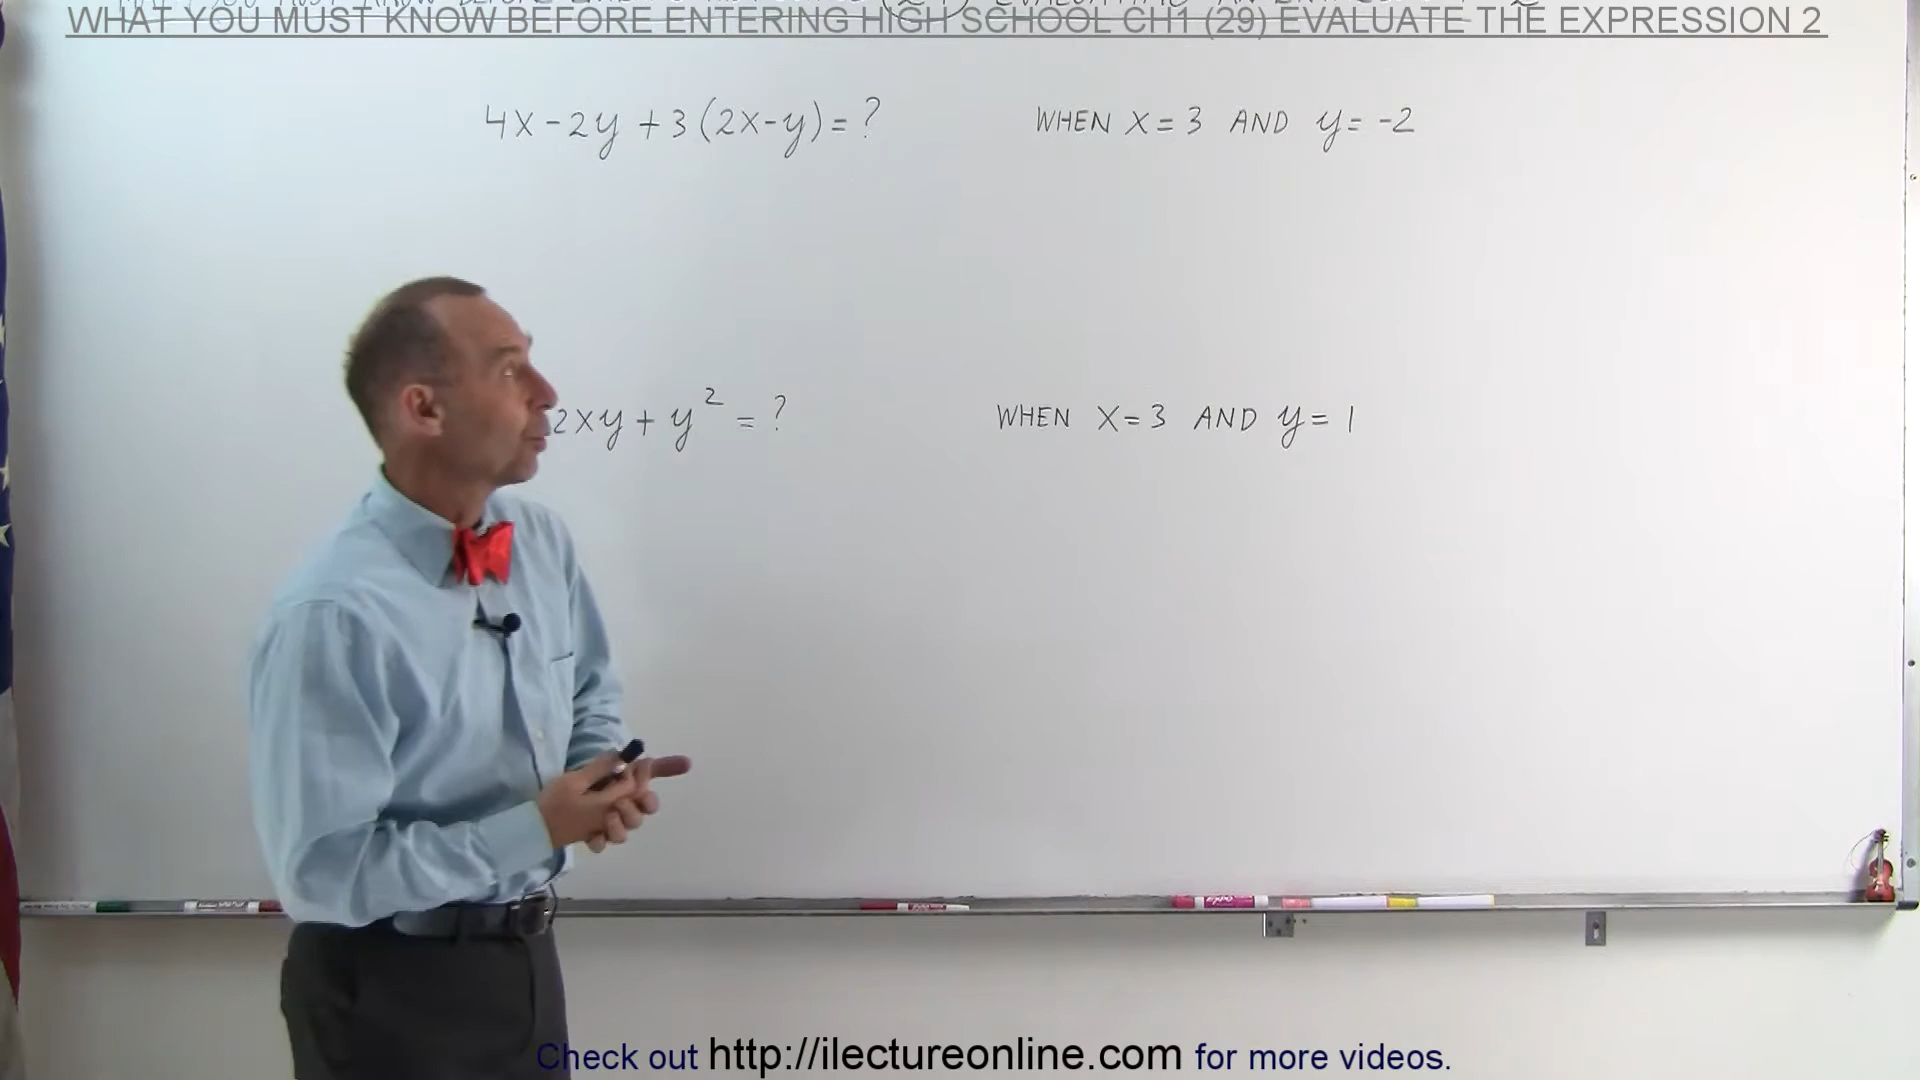 WHAT YOU MUST KNOW BEFORE ENTERING HIGH SCHOOL CH1 (29) EVALUATE THE EXPRESSION 2
4x-2y+3(2x-y)=? WHEN x=3 AND y=-2
2xy+y²=? WHEN x=3 AND y=1
Check out http://ilectureonline.com for more videos.